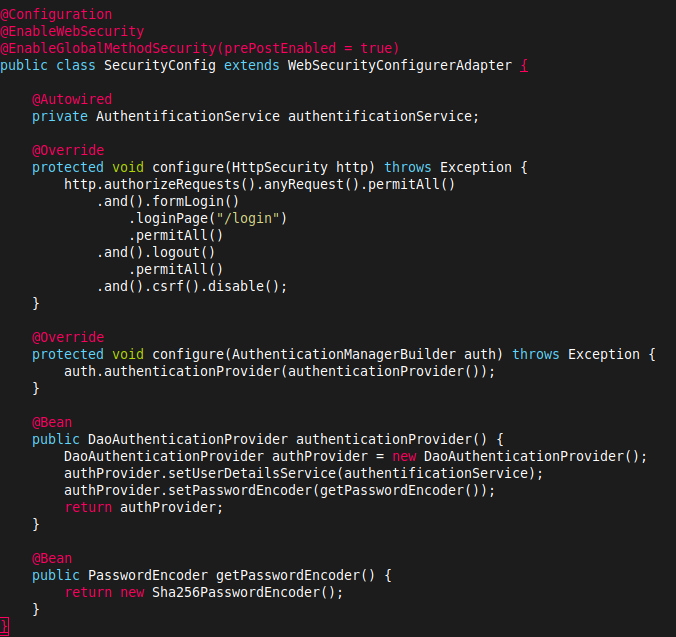 @Configuration
@EnableWebSecurity
@EnableGlobalMethodSecurity(prePostEnabled = true)
public class SecurityConfig extends WebSecurityConfigurerAdapter {
@Autowired
private AuthentificationService authentificationService;
@Override
protected void configure(HttpSecurity http) throws Exception {
http.authorizeRequests().anyRequest().permitAll()
.and().formLogin()
.loginPage("/login")
.permitAll()
.and().logout()
.permitAll()
.and().csrf().disable();
}
@Override
protected void configure(AuthenticationManagerBuilder auth) throws Exception {
auth.authenticationProvider(authenticationProvider());
}
@Bean
public DaoAuthenticationProvider authenticationProvider() {
DaoAuthenticationProvider authProvider = new DaoAuthenticationProvider();
authProvider.setUserDetailsService(authentificationService);
authProvider.setPasswordEncoder(getPasswordEncoder());
return authProvider;
}
@Bean
public PasswordEncoder getPasswordEncoder() {
return new Sha256PasswordEncoder();
}
}